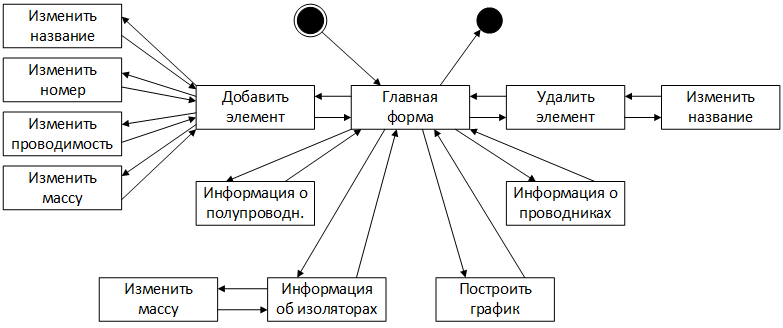 Изменить
название
Изменить
номер
Изменить
проводимость
Изменить
массу
Добавить
элемент
Главная
форма
Удалить
элемент
Изменить
название
Информация о
полупроводн.
Информация о
проводниках
Изменить
массу
Информация
об изоляторах
Построить
график